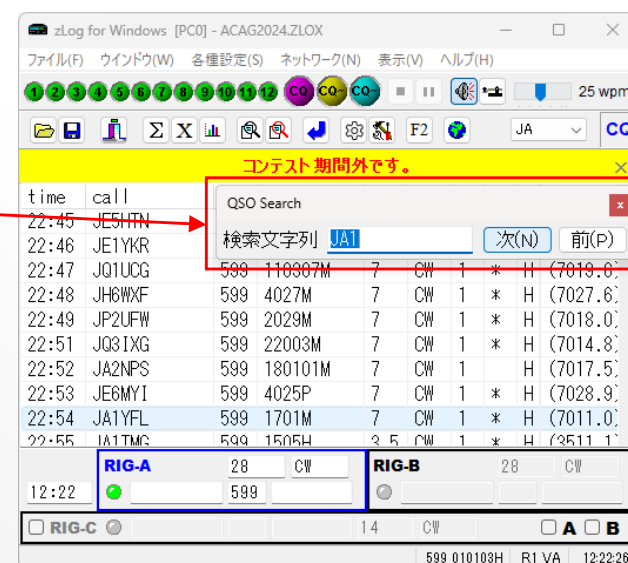 zLog for Windows [PC0] - ACAG2024.ZLOX
ファイル(F) ウインドウ(W) 各種設定(S) ネットワーク(N) 表示(V) ヘルプ(H)
1 2 3 4 5 6 7 8 9 10 11 12 CQ CQ~ CQ~ 25 wpm
Σ X F2 JA CQ
コンテスト期間外です。
time call
QSO Search
検索文字列 JA1 次(N) 前(P)
22:45 JE5HTN
22:46 JE1YKR
22:47 JQ1UCG 599 110307M 7 CW 1 * H (7019.6)
22:48 JH6WXF 599 4027M 7 CW 1 * H (7027.6)
22:49 JP2UFW 599 2029M 7 CW 1 * H (7018.0)
22:51 JQ3IXG 599 22003M 7 CW 1 * H (7014.8)
22:52 JA2NPS 599 180101M 7 CW 1 H (7017.5)
22:53 JE6MYI 599 4025P 7 CW 1 * H (7028.9)
22:54 JA1YFL 599 1701M 7 CW 1 * H (7011.0)
22:55 JA1TMG 599 1505H 3.5 CW 1 * H (3511.1)
RIG-A 28 CW RIG-B 28 CW
12:22 599
RIG-C 14 CW A B
599 010103H R1 VA 12:22:26